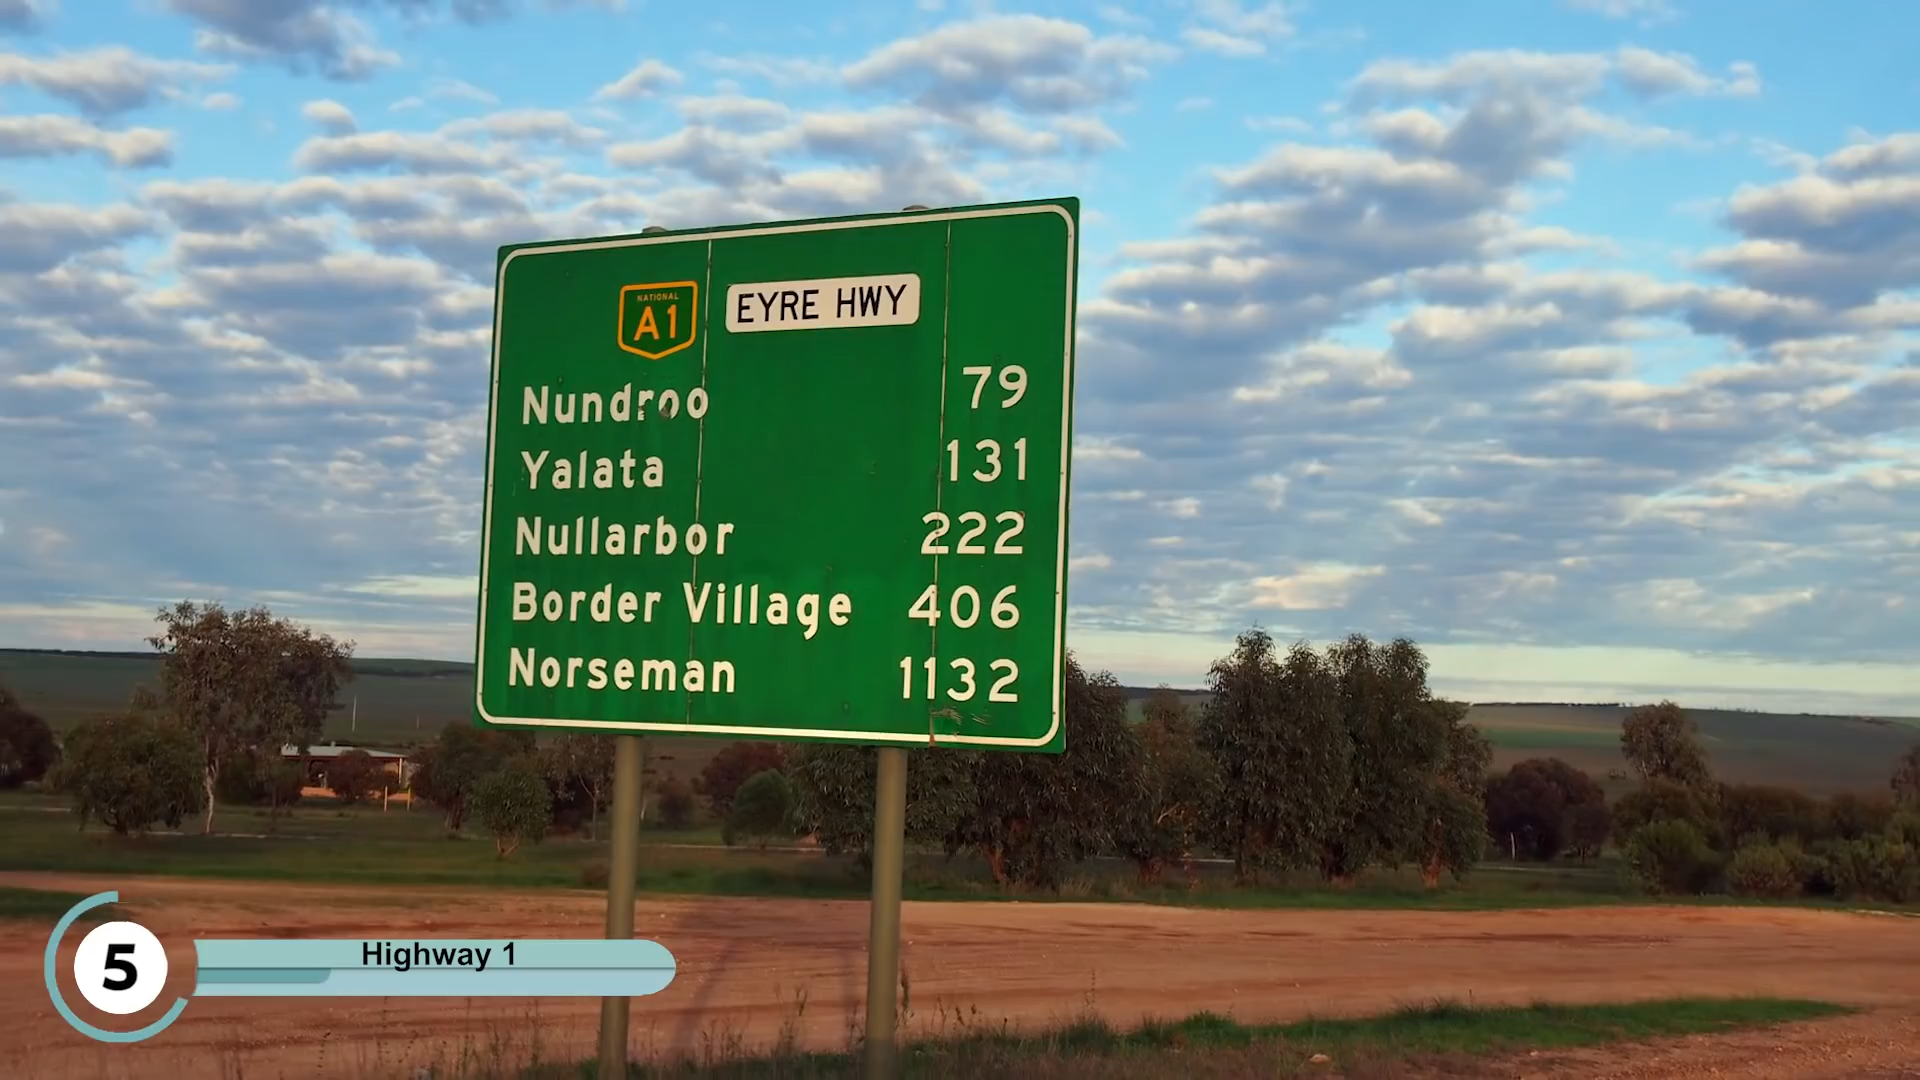 NATIONAL
A1 EYRE HWY
Nundroo 79
Yalata 131
Nullarbor 222
Border Village 406
Norseman 1132
5 Highway 1